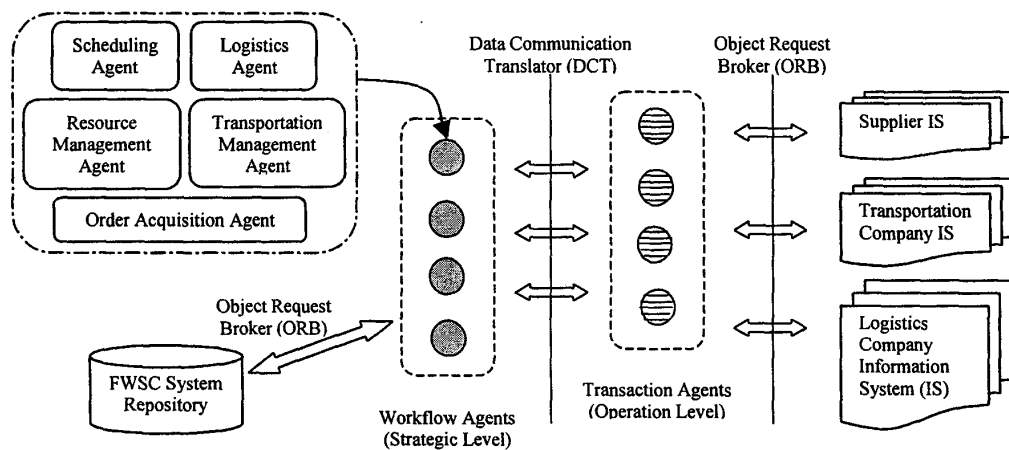 Scheduling
Agent
Logistics
Agent
Resource
Management
Agent
Transportation
Management
Agent
Order Acquisition Agent
Object Request
Broker (ORB)
FWSC System
Repository
Workflow Agents
(Strategic Level)
Data Communication
Translator (DCT)
Transaction Agents
(Operation Level)
Object Request
Broker (ORB)
Supplier IS
Transportation
Company IS
Logistics
Company
Information
System (IS)